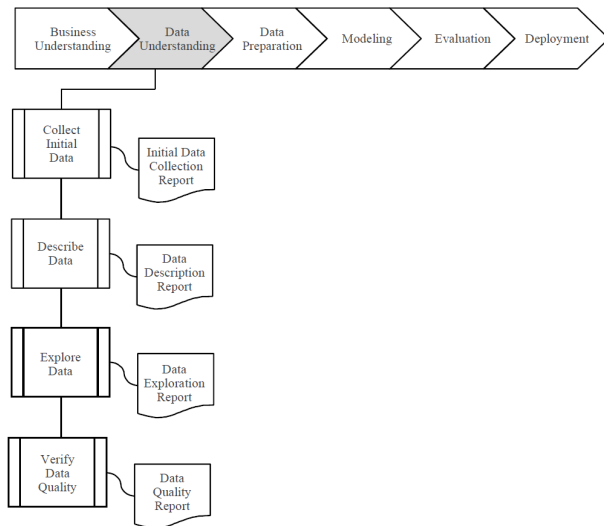 Business
Understanding
Data
Understanding
Data
Preparation
Modeling
Evaluation
Deployment
Collect
Initial
Data
Initial Data
Collection
Report
Describe
Data
Data
Description
Report
Explore
Data
Data
Exploration
Report
Verify
Data
Quality
Data
Quality
Report